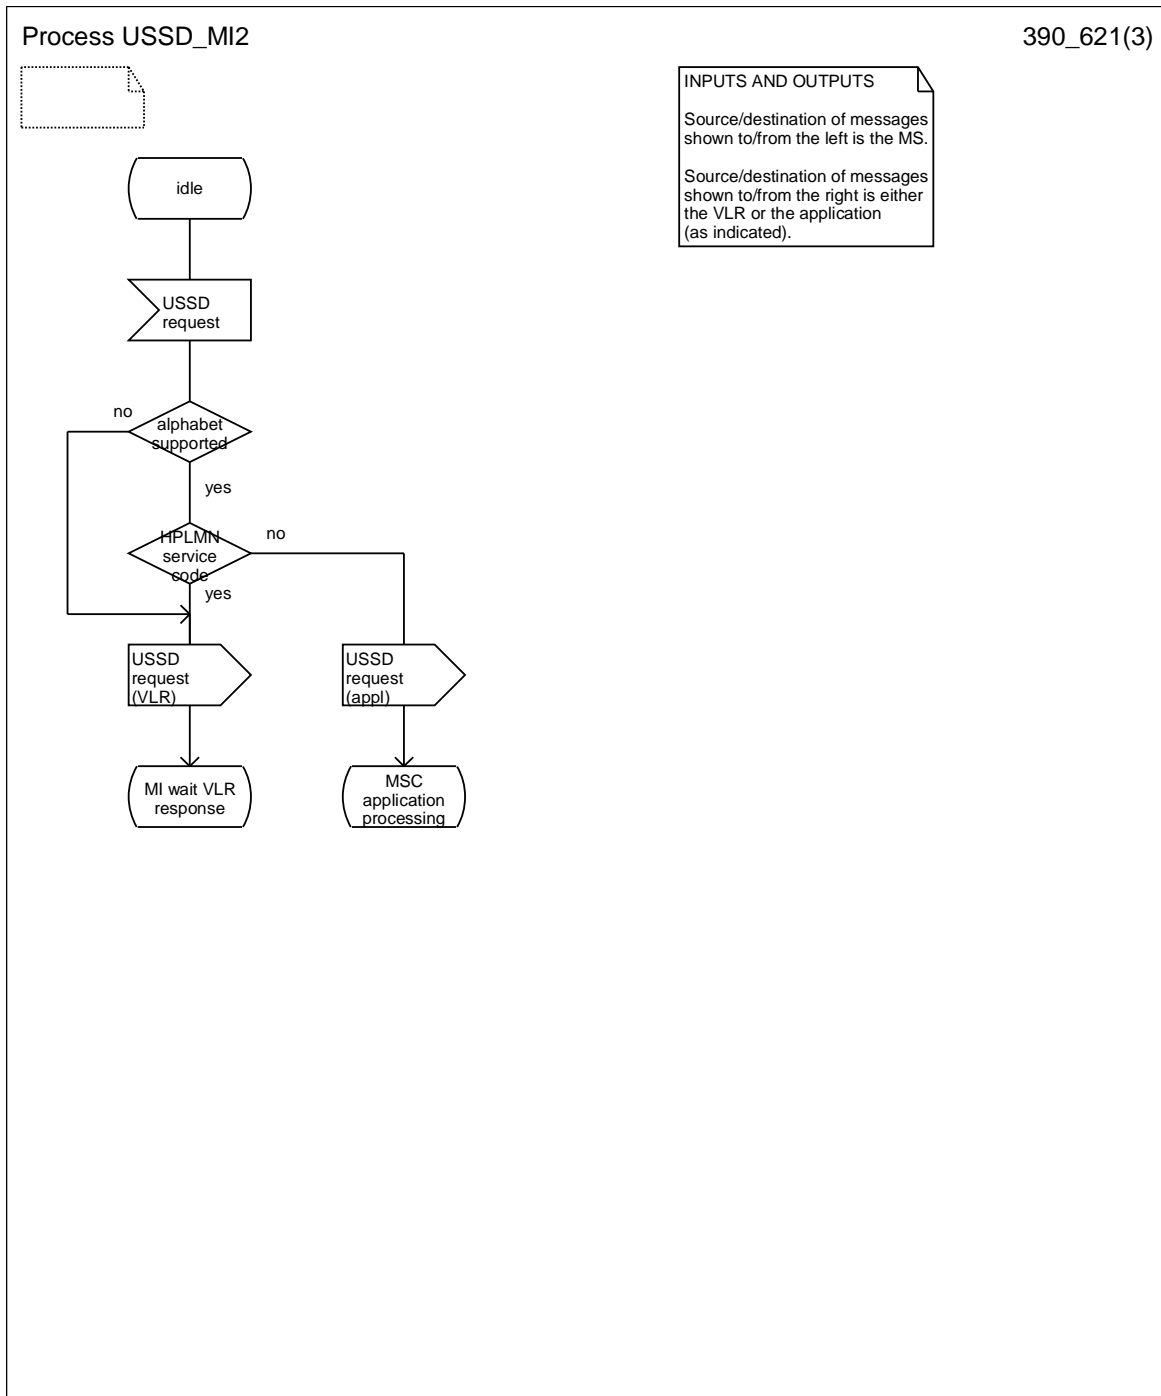 Process USSD_MI2
390_621(3)
INPUTS AND OUTPUTS
Source/destination of messages
shown to/from the left is the MS.
Source/destination of messages
shown to/from the right is either
the VLR or the application
(as indicated).
idle
USSD
request
no
alphabet
supported
yes
HPLMN
service
code
no
yes
USSD
request
(VLR)
USSD
request
(appl)
MI wait VLR
response
MSC
application
processing